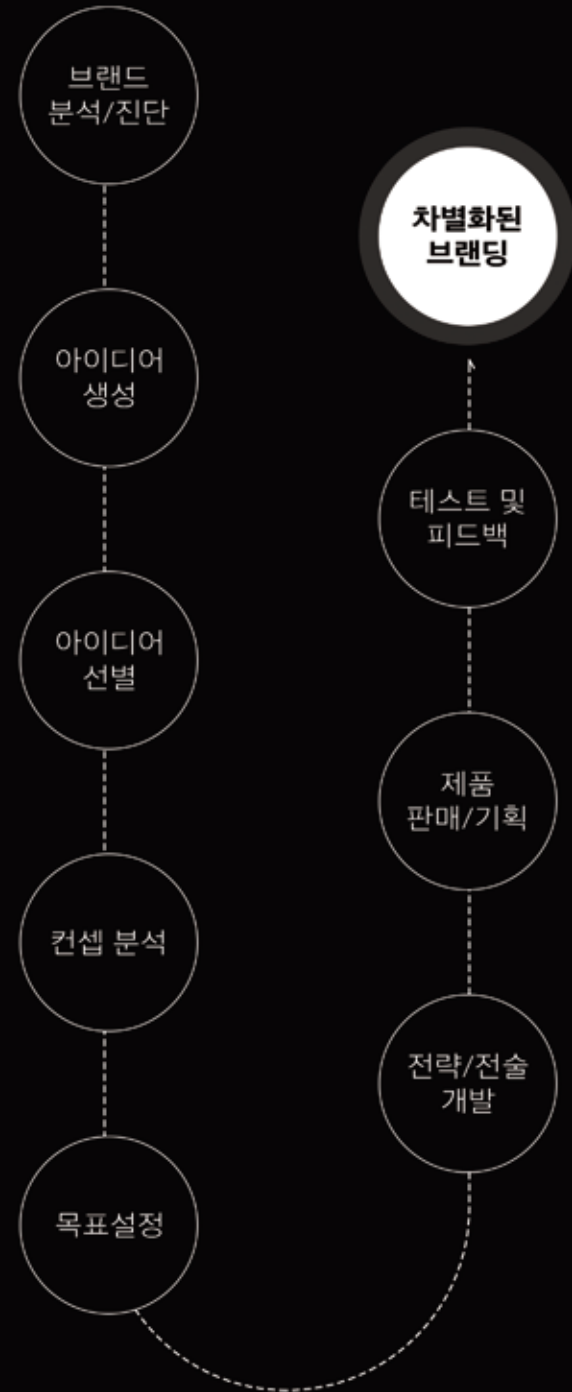 브랜드
분석/진단
아이디어
생성
아이디어
선별
컨셉 분석
목표설정
전략/전술
개발
제품
판매/기획
테스트 및
피드백
차별화된
브랜딩